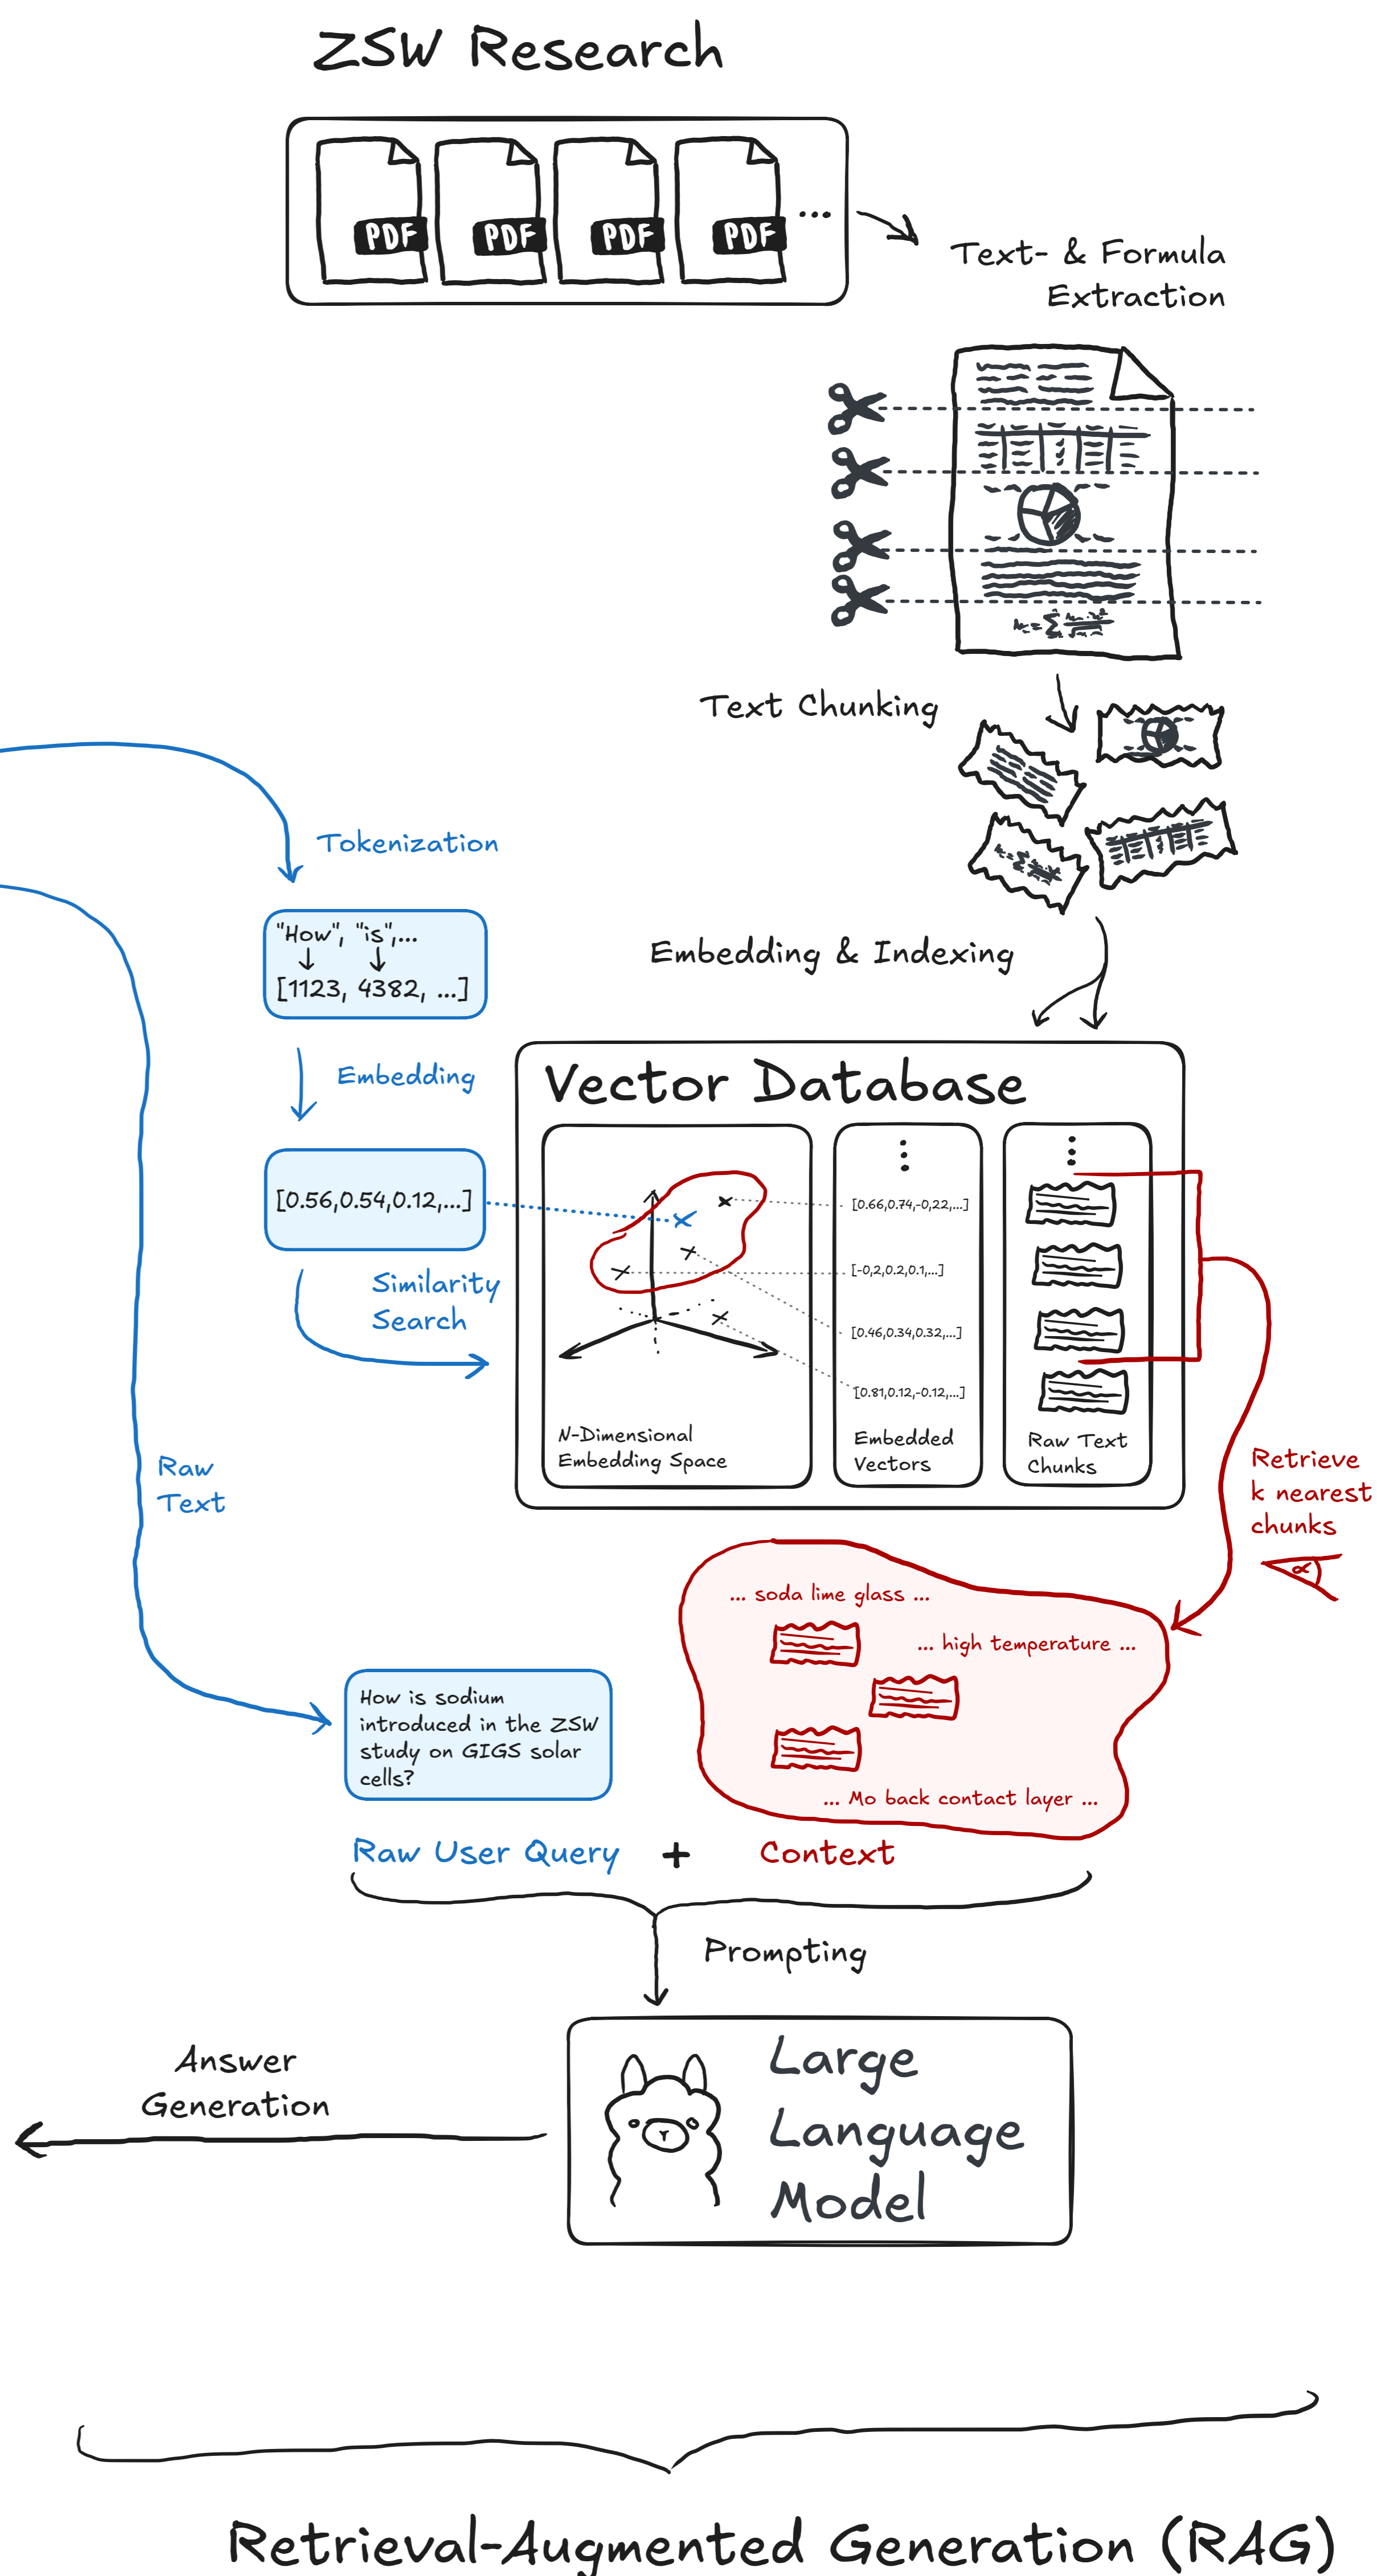 ZSW Research
PDF PDF PDF PDF ...
Text- & Formula
Extraction
Text Chunking
Tokenization
"How", "is",...
[1123, 4382, ...]
Embedding & Indexing
Embedding
Vector Database
[0.56,0.54,0.12,...]
[0.66,0.74,-0,22,...]
[-0,2,0.2,0.1,...]
[0.46,0.34,0.32,...]
[0.81,0.12,-0.12,...]
Similarity
Search
N-Dimensional
Embedding Space
Embedded
Vectors
Raw Text
Chunks
Raw
Text
Retrieve
k nearest
chunks
α
... soda lime glass ...
... high temperature ...
... Mo back contact layer ...
How is sodium
introduced in the ZSW
study on GIGS solar
cells?
Raw User Query + Context
Prompting
Large
Language
Model
Answer
Generation
Retrieval-Augmented Generation (RAG)